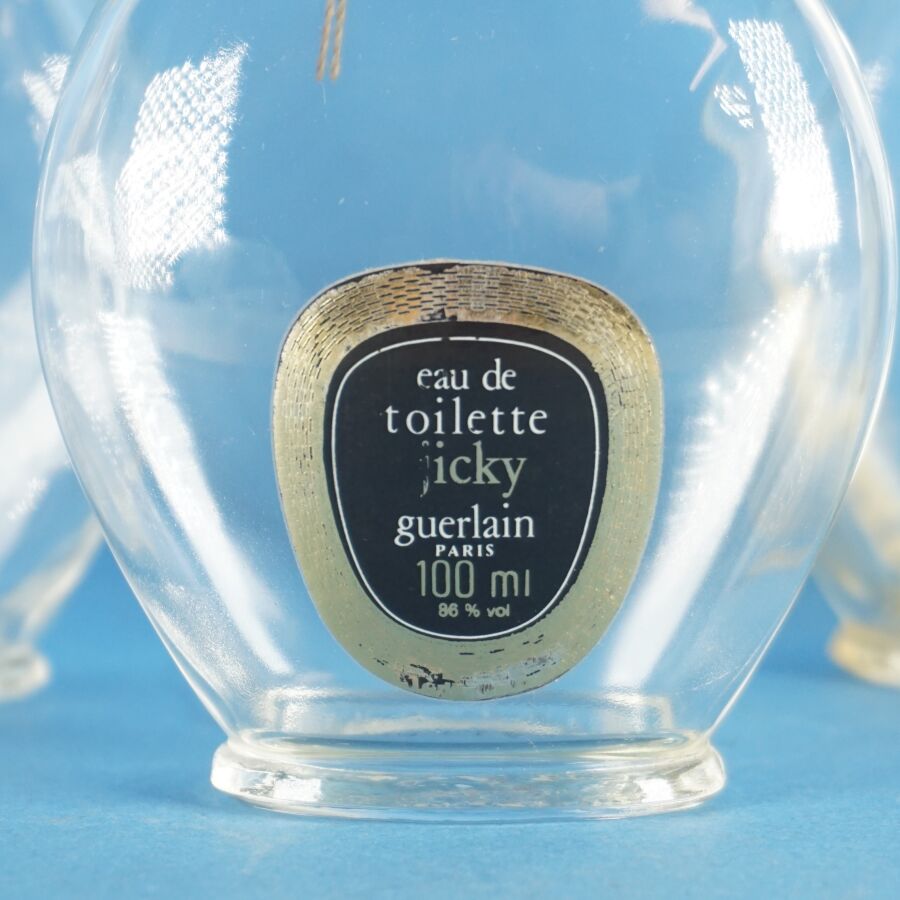 eau de
toilette
jicky
guerlain
PARIS
100 ml
86 % vol